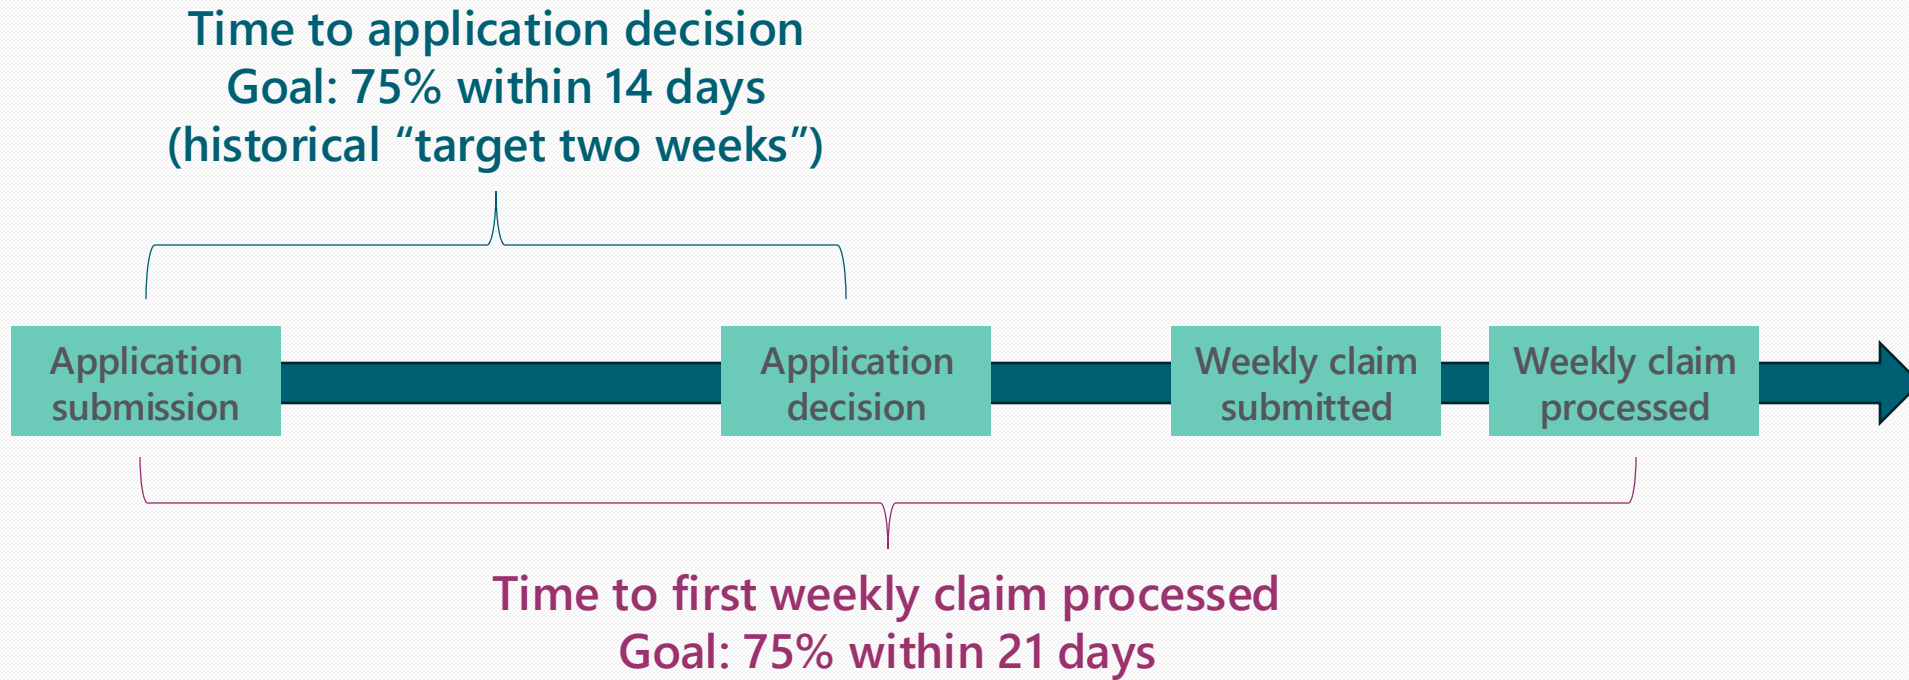 Time to application decision
Goal: 75% within 14 days
(historical “target two weeks”)
Application
submission
Application
decision
Weekly claim
submitted
Weekly claim
processed
Time to first weekly claim processed
Goal: 75% within 21 days